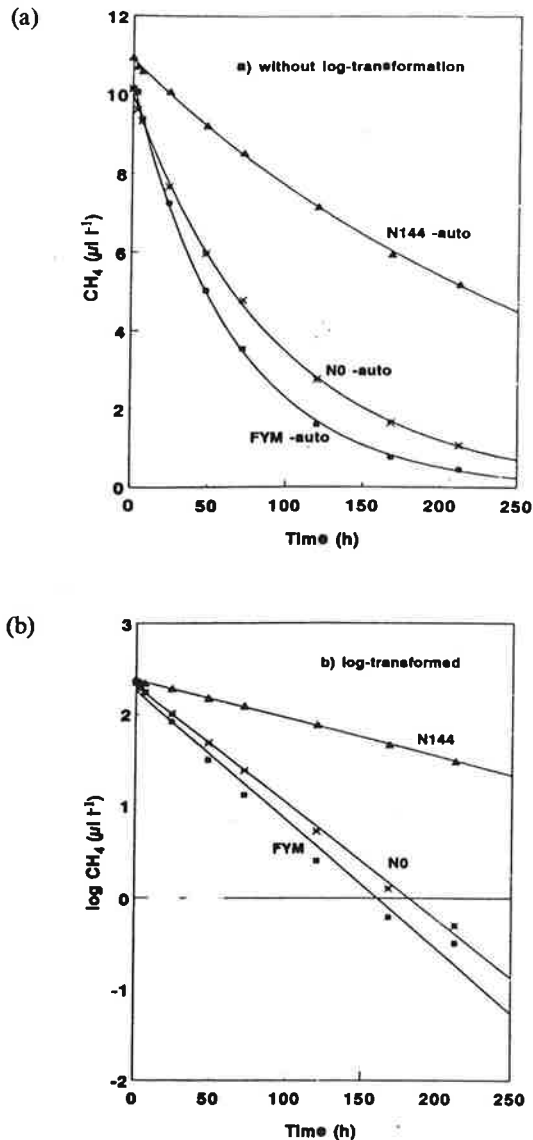 (a)
a) without log-transformation
12
10
8
6
4
2
0
CH₄ (µl l⁻¹)
N144 -auto
N0 -auto
FYM -auto
0 50 100 150 200 250
Time (h)
(b)
b) log-transformed
3
2
1
0
-1
-2
log CH₄ (µl l⁻¹)
N144
FYM
N0
0 50 100 150 200 250
Time (h)